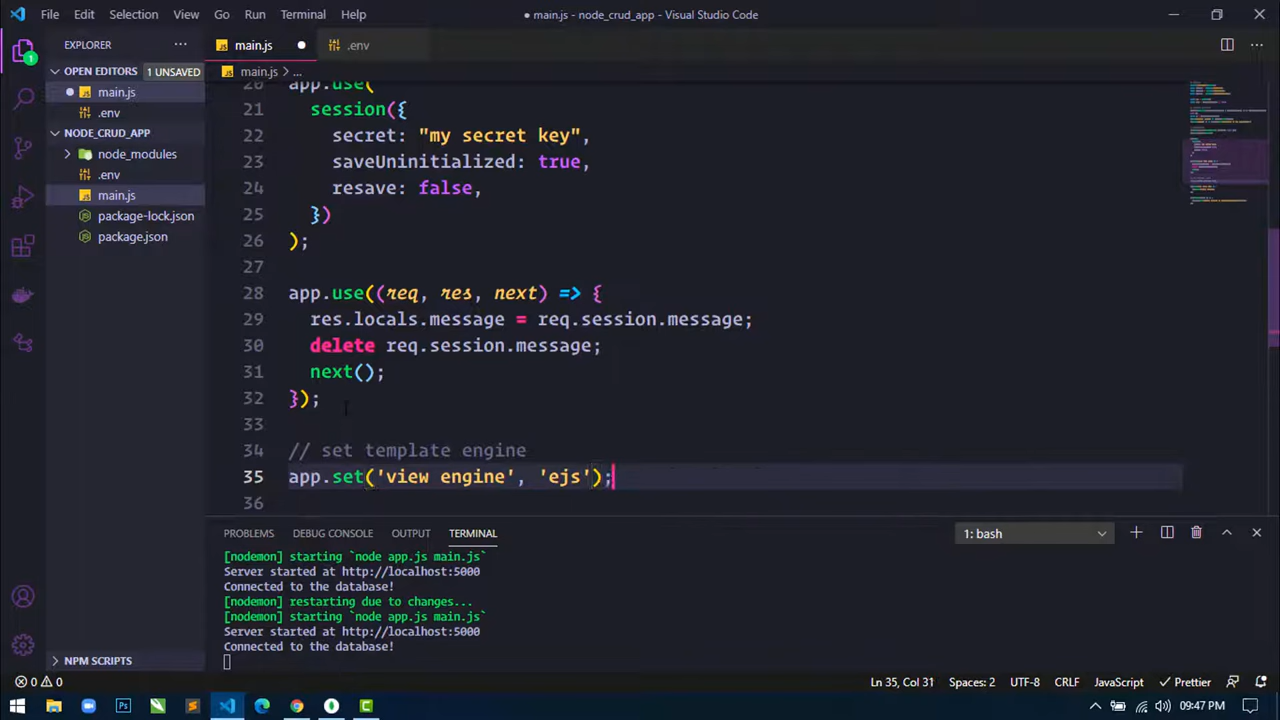 File Edit Selection View Go Run Terminal Help
● main.js - node_crud_app - Visual Studio Code
EXPLORER
main.js
.env
OPEN EDITORS 1 UNSAVED
main.js > ...
main.js
.env
NODE_CRUD_APP
node_modules
.env
main.js
package-lock.json
package.json
NPM SCRIPTS
1
20 app.use(
21 session({
22 secret: "my secret key",
23 saveUninitialized: true,
24 resave: false,
25 })
26 );
27
28 app.use((req, res, next) => {
29 res.locals.message = req.session.message;
30 delete req.session.message;
31 next();
32 });
33
34 // set template engine
35 app.set('view engine', 'ejs');
36
PROBLEMS DEBUG CONSOLE OUTPUT TERMINAL
1: bash
[nodemon] starting `node app.js main.js`
Server started at http://localhost:5000
Connected to the database!
[nodemon] restarting due to changes...
[nodemon] starting `node app.js main.js`
Server started at http://localhost:5000
Connected to the database!
0 0
Ln 35, Col 31 Spaces: 2 UTF-8 CRLF JavaScript Prettier
Ps
09:47 PM